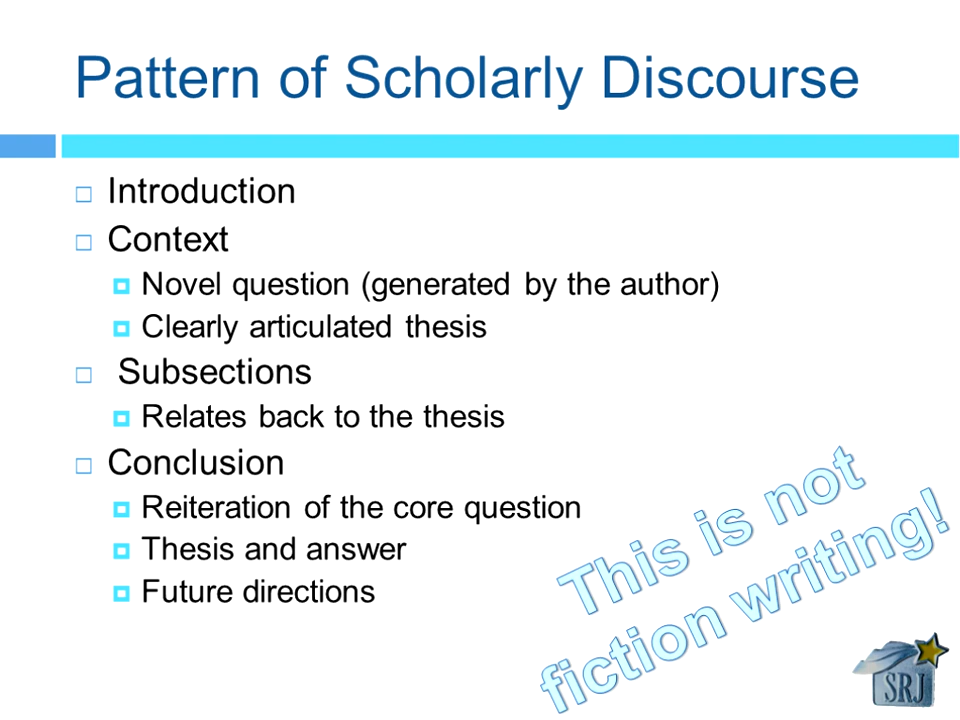 Pattern of Scholarly Discourse
Introduction
Context
Novel question (generated by the author)
Clearly articulated thesis
Subsections
Relates back to the thesis
Conclusion
Reiteration of the core question
Thesis and answer
Future directions
This is not
fiction writing!
SRJ